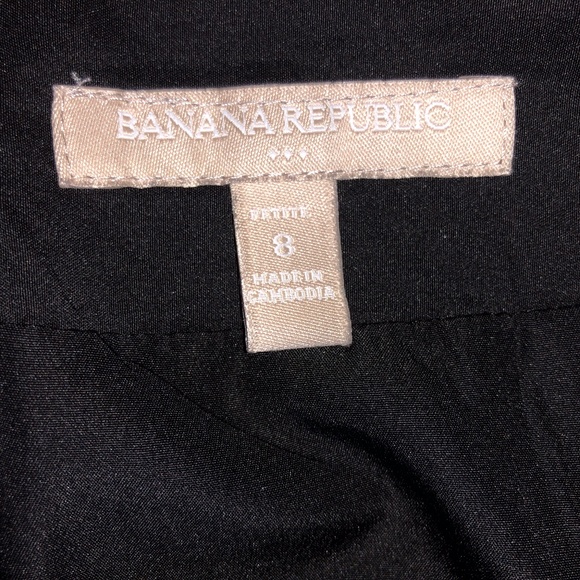 BANANA REPUBLIC
PETITE
8
MADE IN
CAMBODIA